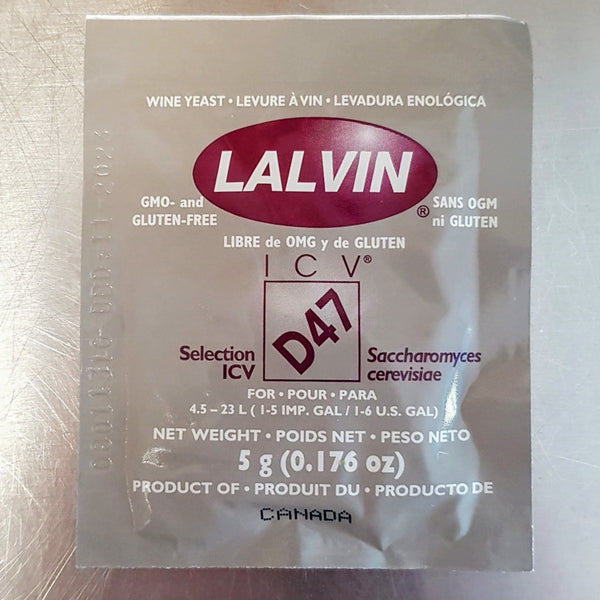 WINE YEAST • LEVURE À VIN • LEVADURA ENOLÓGICA
LALVIN®
GMO- and
GLUTEN-FREE
SANS OGM
ni GLUTEN
LIBRE de OMG y de GLUTEN
ICV®
D47
Selection
ICV
Saccharomyces
cerevisiae
FOR • POUR • PARA
4.5 – 23 L ( 1-5 IMP. GAL / 1-6 U.S. GAL)
NET WEIGHT • POIDS NET • PESO NETO
5 g (0.176 oz)
PRODUCT OF • PRODUIT DU • PRODUCTO DE
CANADA
11 2023